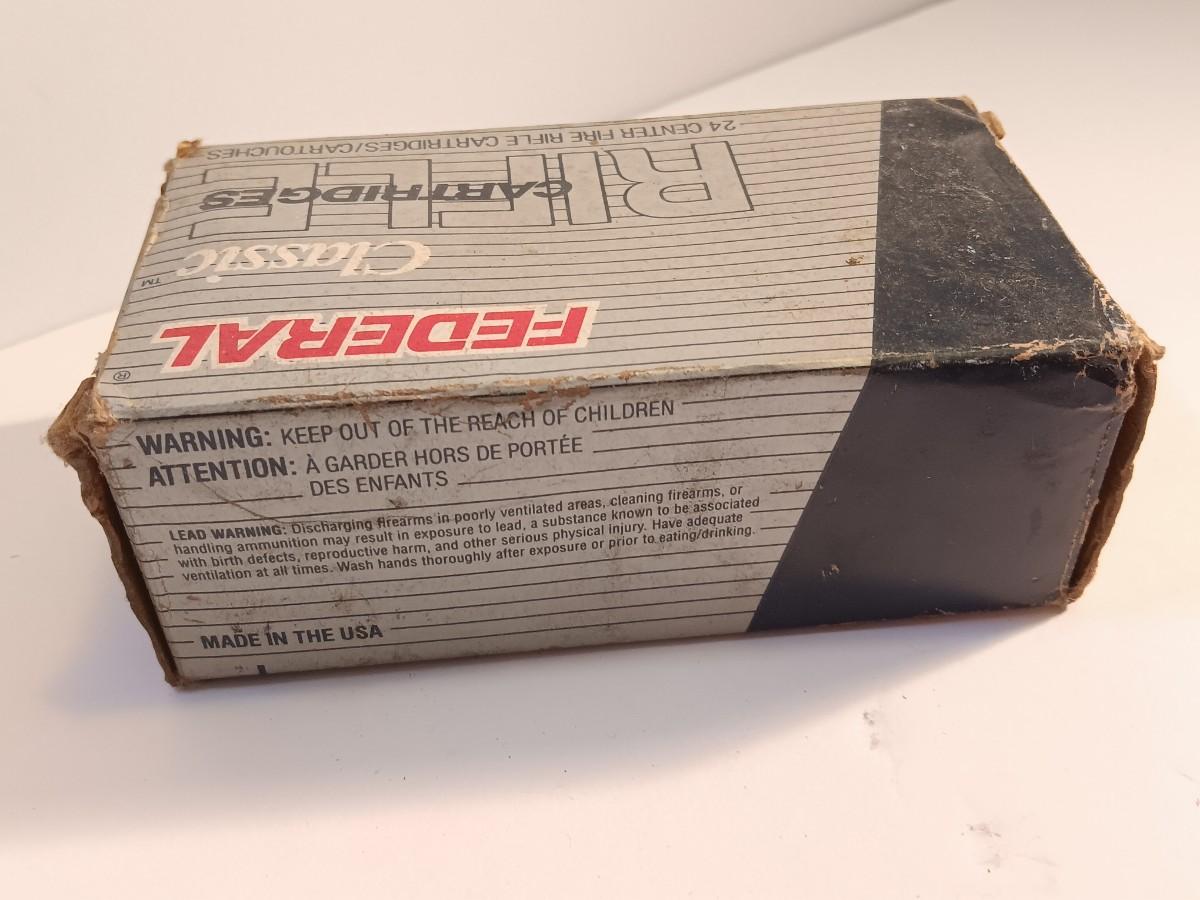 FEDERAL®
Classic™
RIFLE
CARTRIDGES
24 CENTER FIRE RIFLE CARTRIDGES/CARTOUCHES
WARNING: KEEP OUT OF THE REACH OF CHILDREN
ATTENTION: À GARDER HORS DE PORTÉE
DES ENFANTS
LEAD WARNING: Discharging firearms in poorly ventilated areas, cleaning firearms, or
handling ammunition may result in exposure to lead, a substance known to be associated
with birth defects, reproductive harm, and other serious physical injury. Have adequate
ventilation at all times. Wash hands thoroughly after exposure or prior to eating/drinking.
MADE IN THE USA